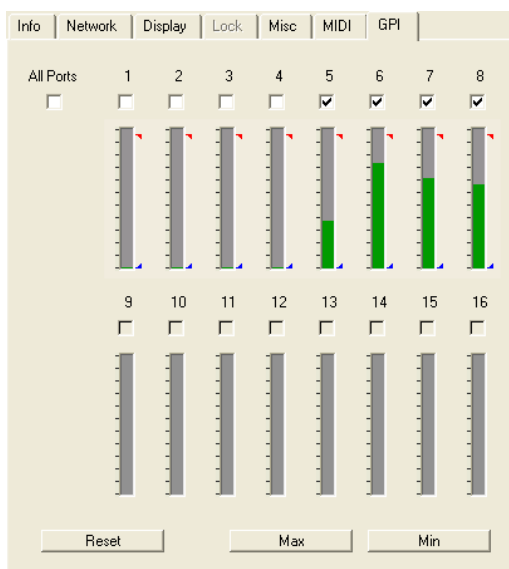 Info Network Display Lock Misc MIDI GPI
All Ports 1 2 3 4 5 6 7 8
9 10 11 12 13 14 15 16
Reset Max Min